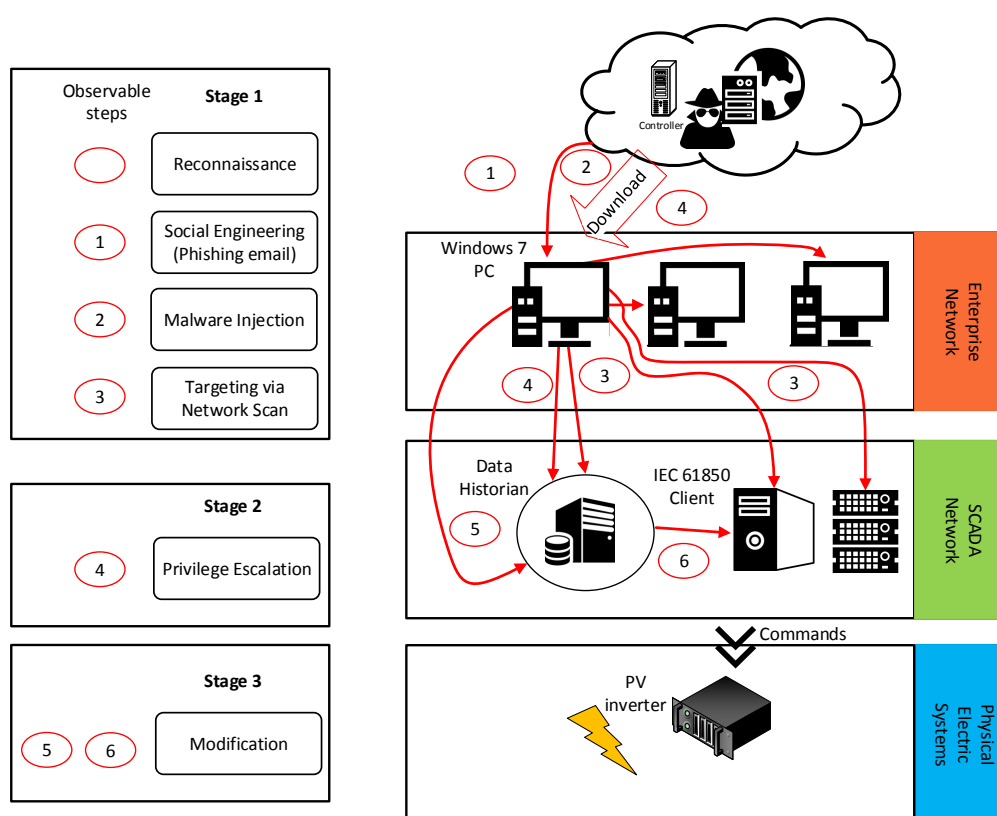 Observable
steps
Stage 1
Reconnaissance
1
Social Engineering
(Phishing email)
2
Malware Injection
3
Targeting via
Network Scan
Stage 2
4
Privilege Escalation
Stage 3
5
6
Modification
Controller
1
2
Download
4
Windows 7
PC
4
3
3
Enterprise
Network
Data
Historian
IEC 61850
Client
5
6
SCADA
Network
Commands
PV
inverter
Physical
Electric
Systems